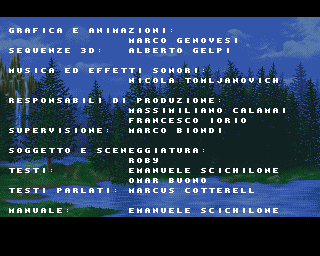 GRAFICA E ANIMAZIONI:
MARCO GENOVESI
SEQUENZE 3D: ALBERTO GELPI
MUSICA ED EFFETTI SONORI:
NICOLA TOMLJANOVICH
RESPONSABILI DI PRODUZIONE:
MASSIMILIANO CALAMAI
FRANCESCO IORIO
SUPERVISIONE: MARCO BIONDI
SOGGETTO E SCENEGGIATURA:
ROBY
TESTI: EMANUELE SCICHILONE
OMAR BUONO
TESTI PARLATI: MARCUS COTTERELL
MANUALE: EMANUELE SCICHILONE